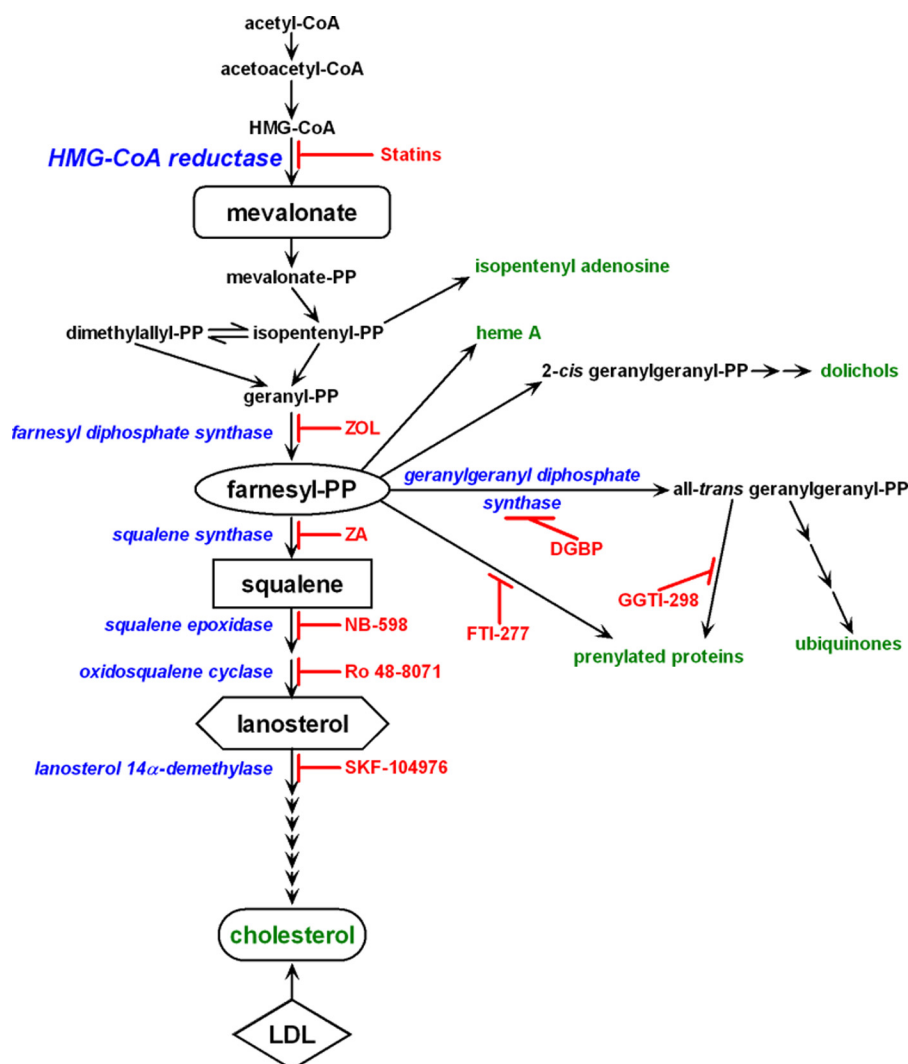 acetyl-CoA
acetoacetyl-CoA
HMG-CoA
HMG-CoA reductase
Statins
mevalonate
mevalonate-PP
isopentenyl adenosine
dimethylallyl-PP
isopentenyl-PP
heme A
2-cis geranylgeranyl-PP
dolichols
geranyl-PP
farnesyl diphosphate synthase
ZOL
farnesyl-PP
geranylgeranyl diphosphate
synthase
all-trans geranylgeranyl-PP
squalene synthase
ZA
DGBP
squalene
GGTI-298
squalene epoxidase
NB-598
FTI-277
prenylated proteins
ubiquinones
oxidosqualene cyclase
Ro 48-8071
lanosterol
lanosterol 14α-demethylase
SKF-104976
cholesterol
LDL